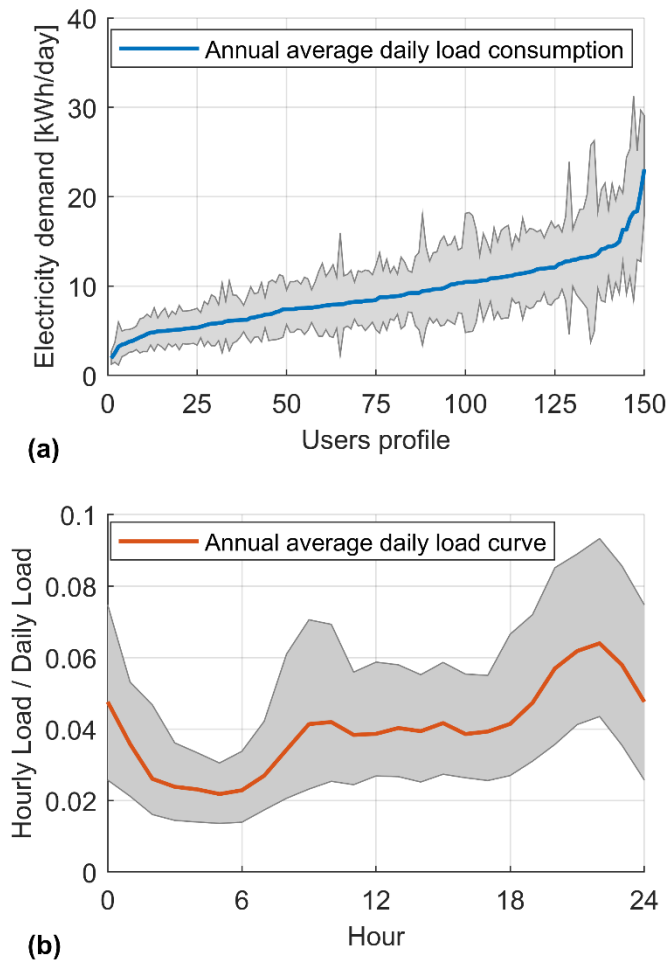 40
Annual average daily load consumption
30
20
10
0
Electricity demand [kWh/day]
0 25 50 75 100 125 150
Users profile
(a)
0.1
Annual average daily load curve
0.08
0.06
0.04
0.02
0
Hourly Load / Daily Load
0 6 12 18 24
Hour
(b)